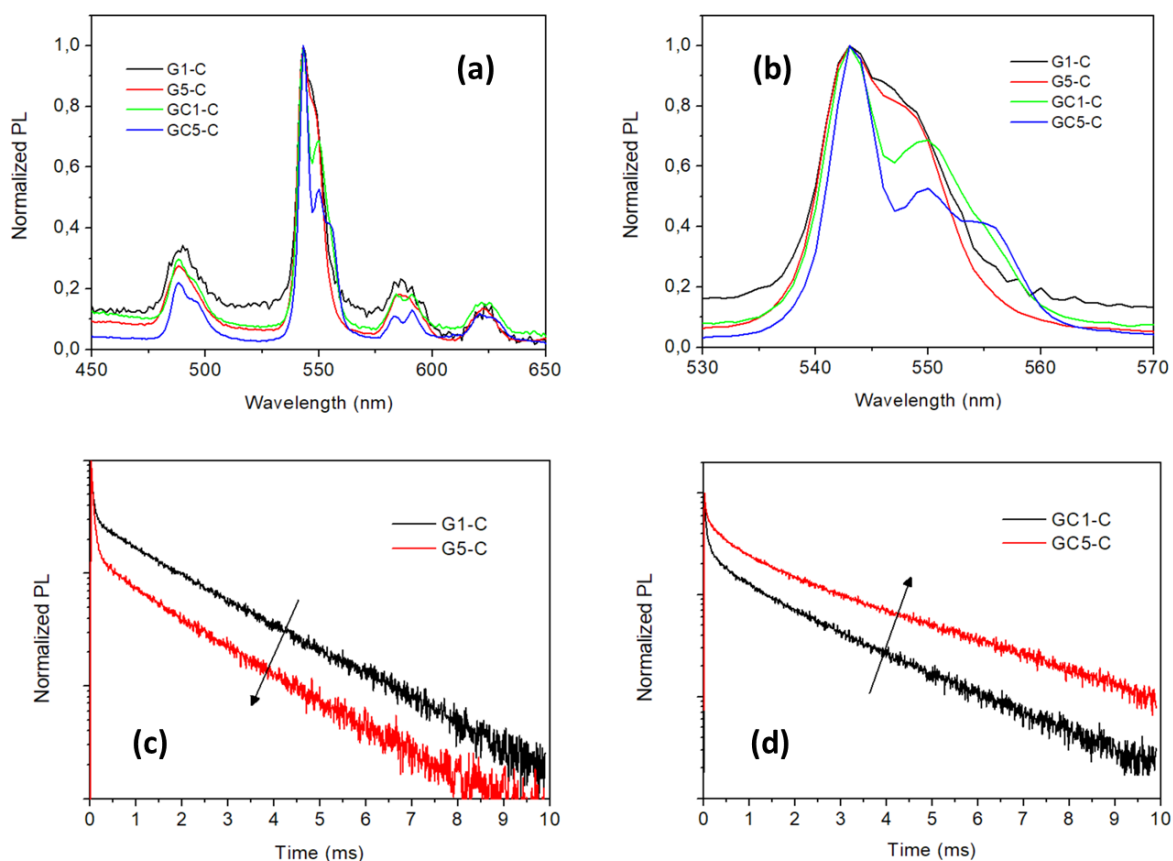 (a)
Normalized PL
1,0
0,8
0,6
0,4
0,2
0,0
G1-C
G5-C
GC1-C
GC5-C
450 500 550 600 650
Wavelength (nm)
(b)
Normalized PL
1,0
0,8
0,6
0,4
0,2
0,0
G1-C
G5-C
GC1-C
GC5-C
530 540 550 560 570
Wavelength (nm)
Normalized PL
G1-C
G5-C
(c)
0 1 2 3 4 5 6 7 8 9 10
Time (ms)
Normalized PL
GC1-C
GC5-C
(d)
0 1 2 3 4 5 6 7 8 9 10
Time (ms)